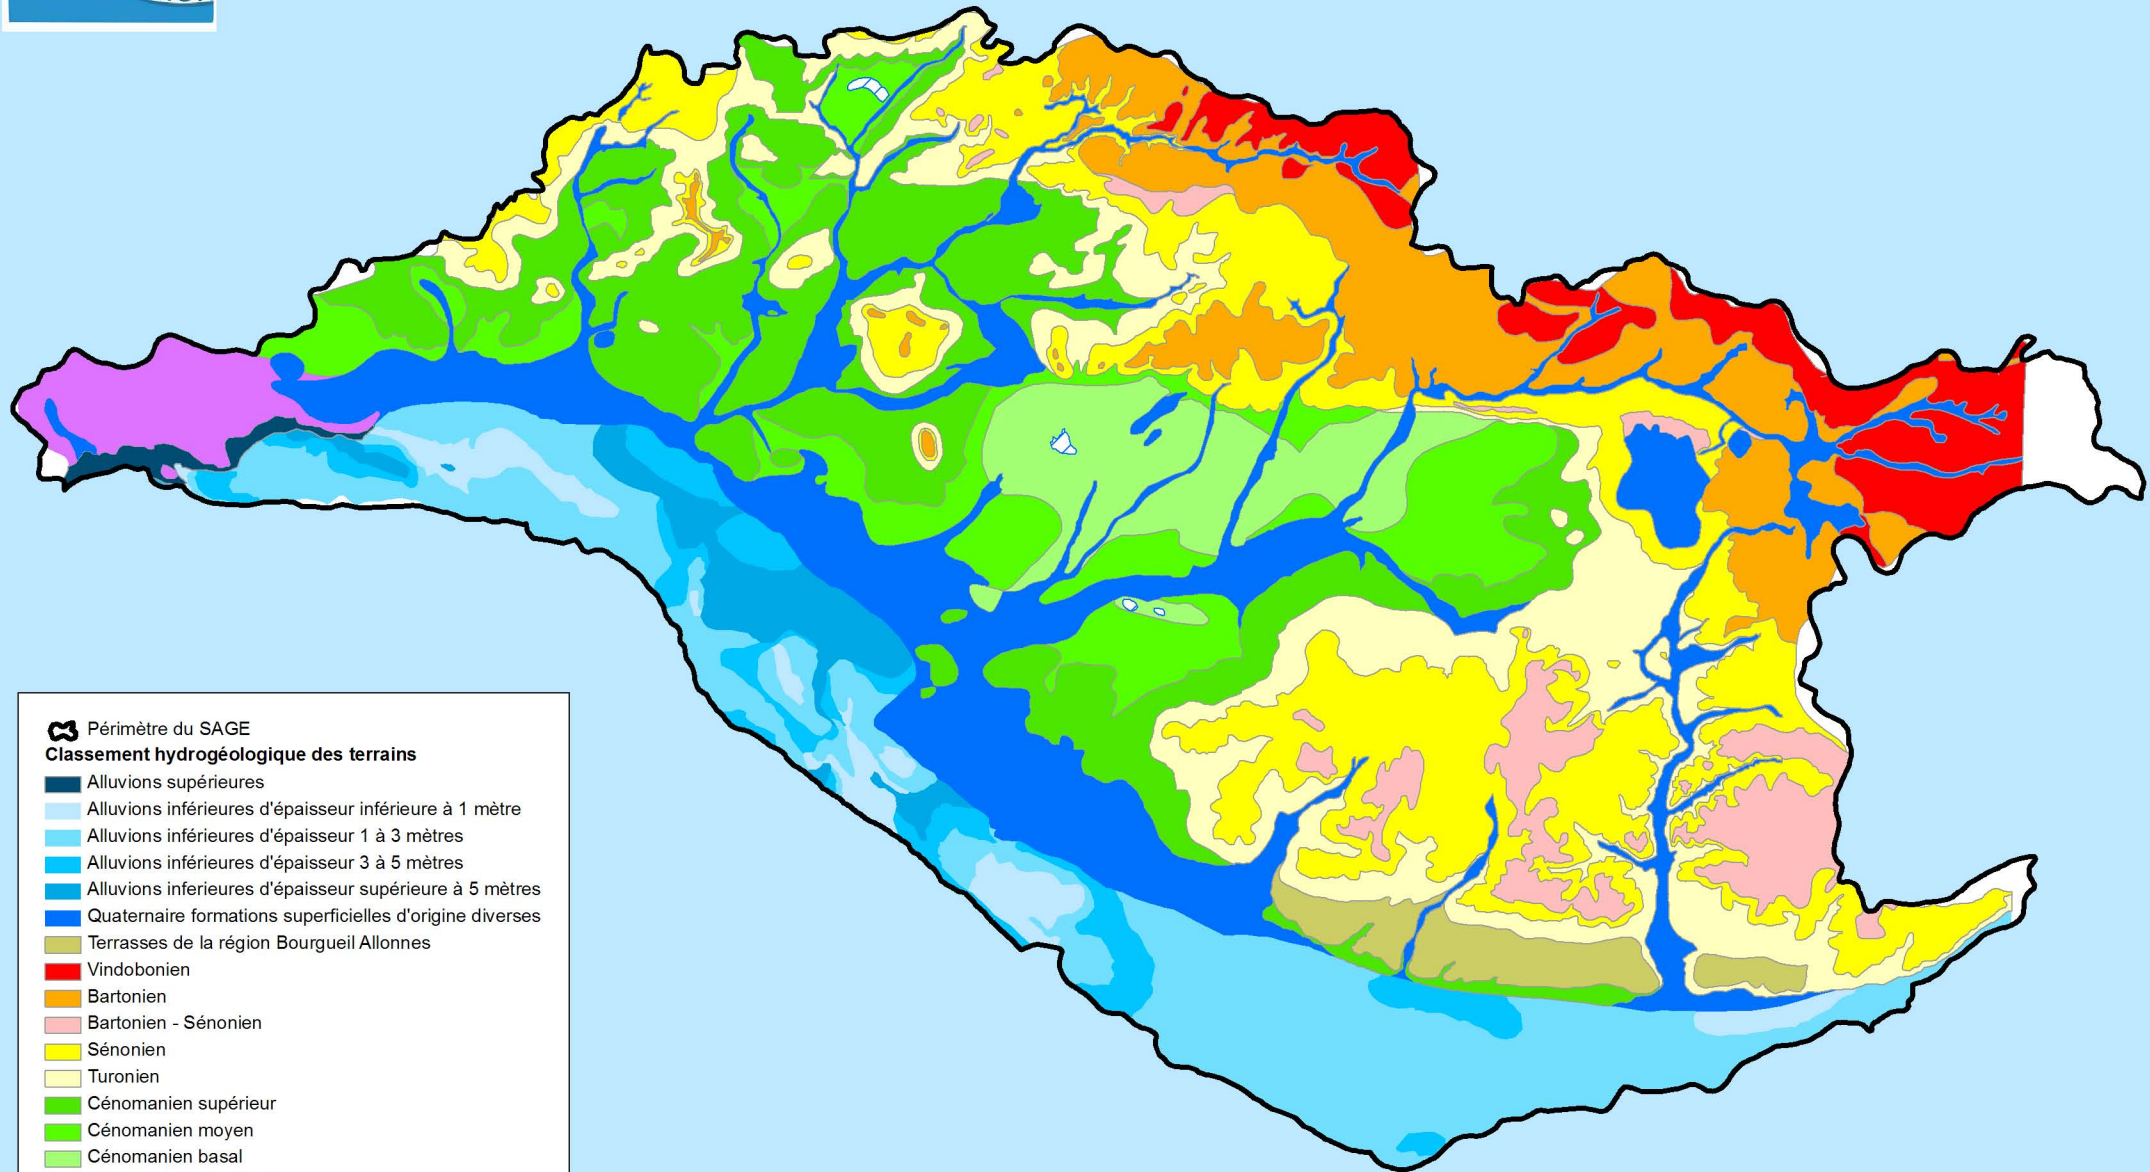 Périmètre du SAGE
Classement hydrogéologique des terrains
Alluvions supérieures
Alluvions inférieures d'épaisseur inférieure à 1 mètre
Alluvions inférieures d'épaisseur 1 à 3 mètres
Alluvions inférieures d'épaisseur 3 à 5 mètres
Alluvions inferieures d'épaisseur supérieure à 5 mètres
Quaternaire formations superficielles d'origine diverses
Terrasses de la région Bourgueil Allonnes
Vindobonien
Bartonien
Bartonien - Sénonien
Sénonien
Turonien
Cénomanien supérieur
Cénomanien moyen
Cénomanien basal